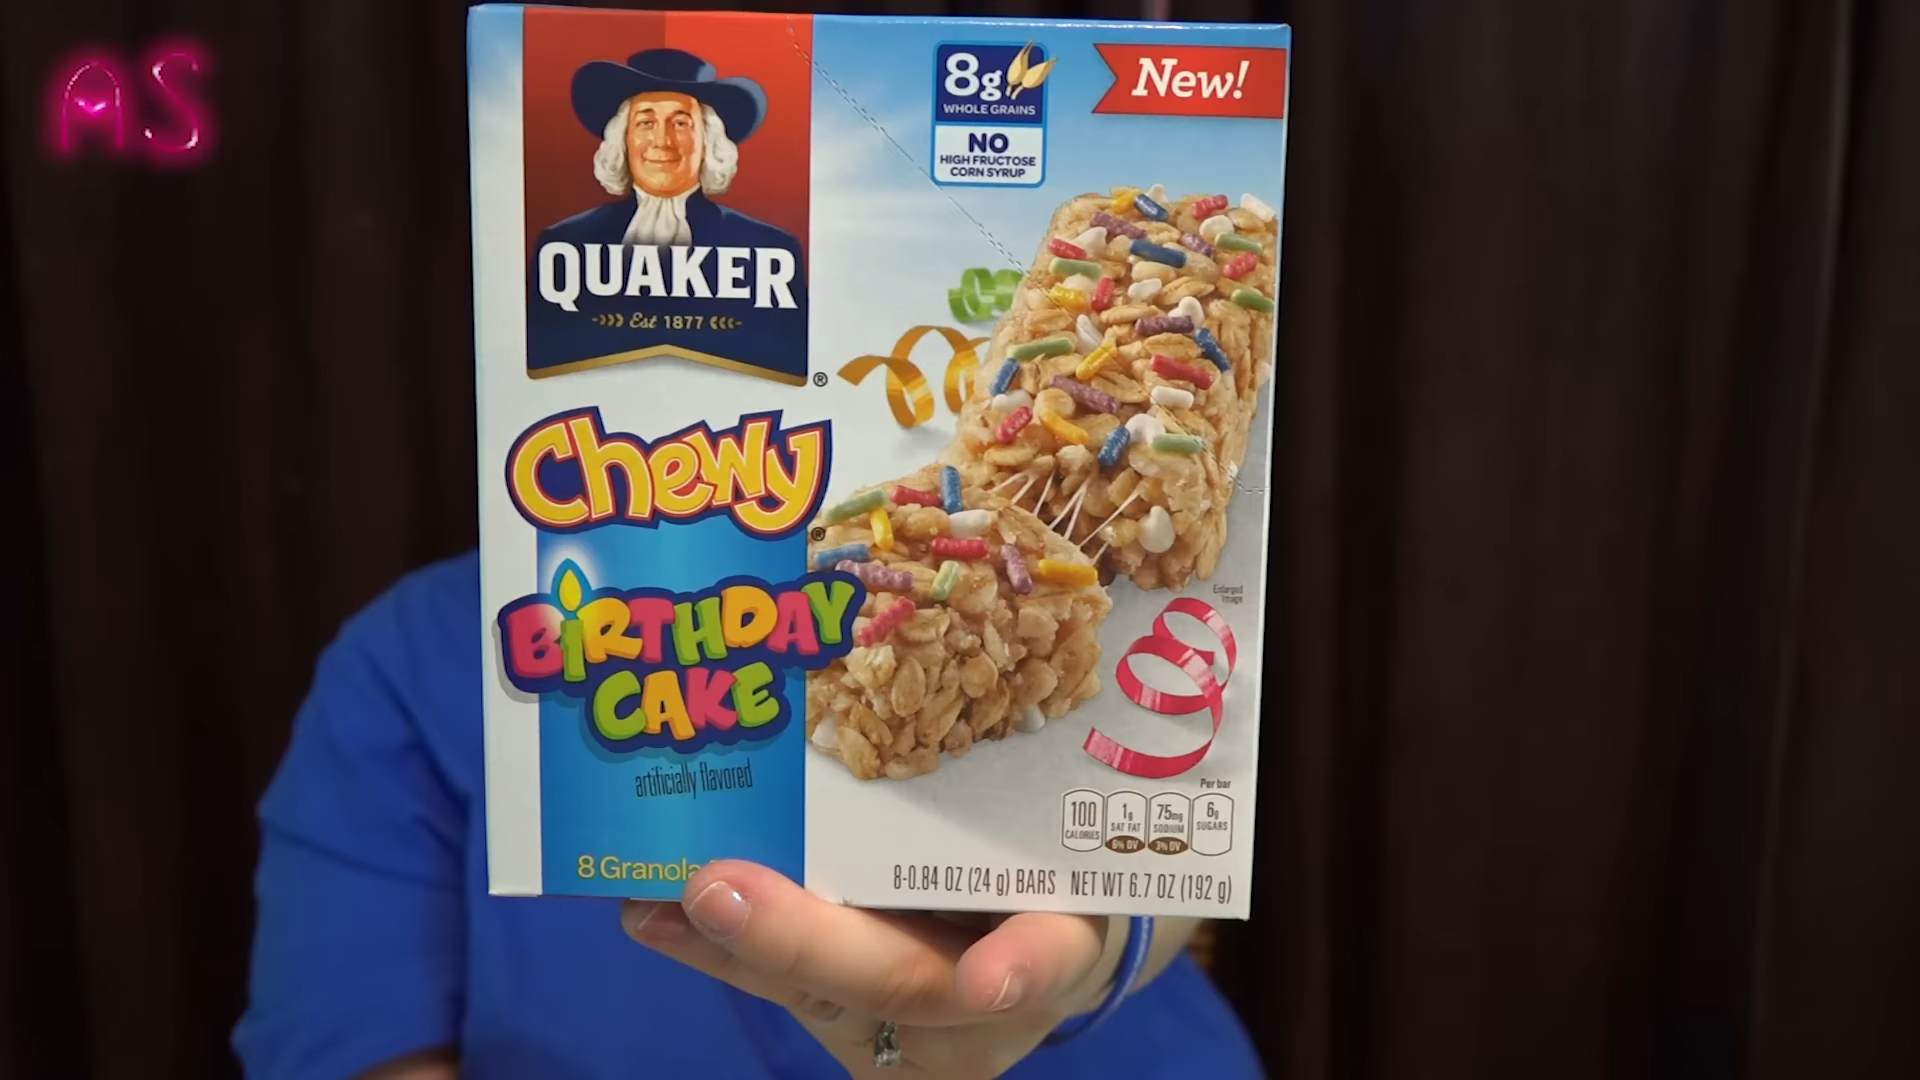 AS
QUAKER
Est 1877
®
Chewy
®
BiRTHDAY
CAKE
artificially flavored
8 Granola
8g
WHOLE GRAINS
NO
HIGH FRUCTOSE
CORN SYRUP
New!
Enlarged
Image
Per bar
100
CALORIES
1g
SAT FAT
6% DV
75mg
SODIUM
3% DV
6g
SUGARS
8-0.84 OZ (24 g) BARS NET WT 6.7 OZ (192 g)